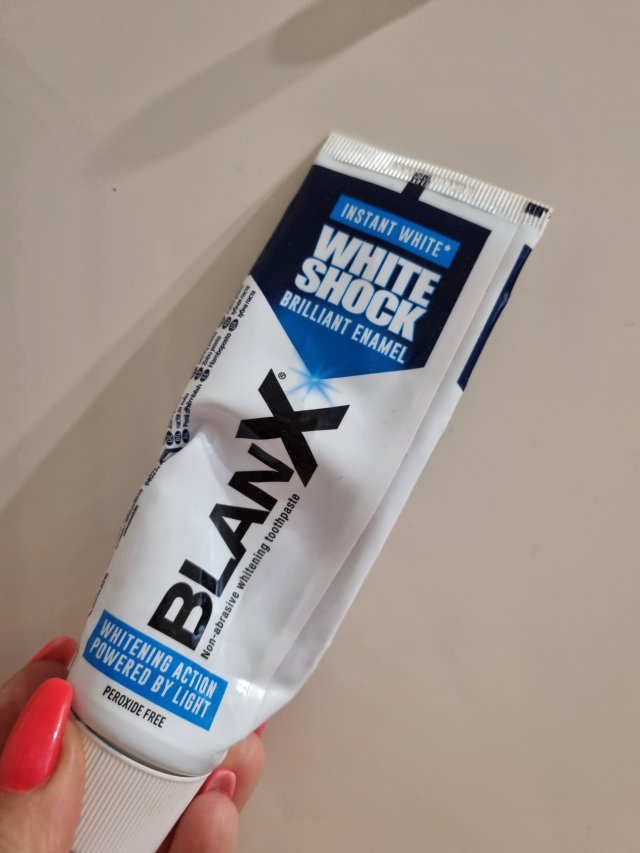 INSTANT WHITE*
WHITE
SHOCK
BRILLIANT ENAMEL
BLANX®
Non-abrasive whitening toothpaste
WHITENING ACTION
POWERED BY LIGHT
PEROXIDE FREE